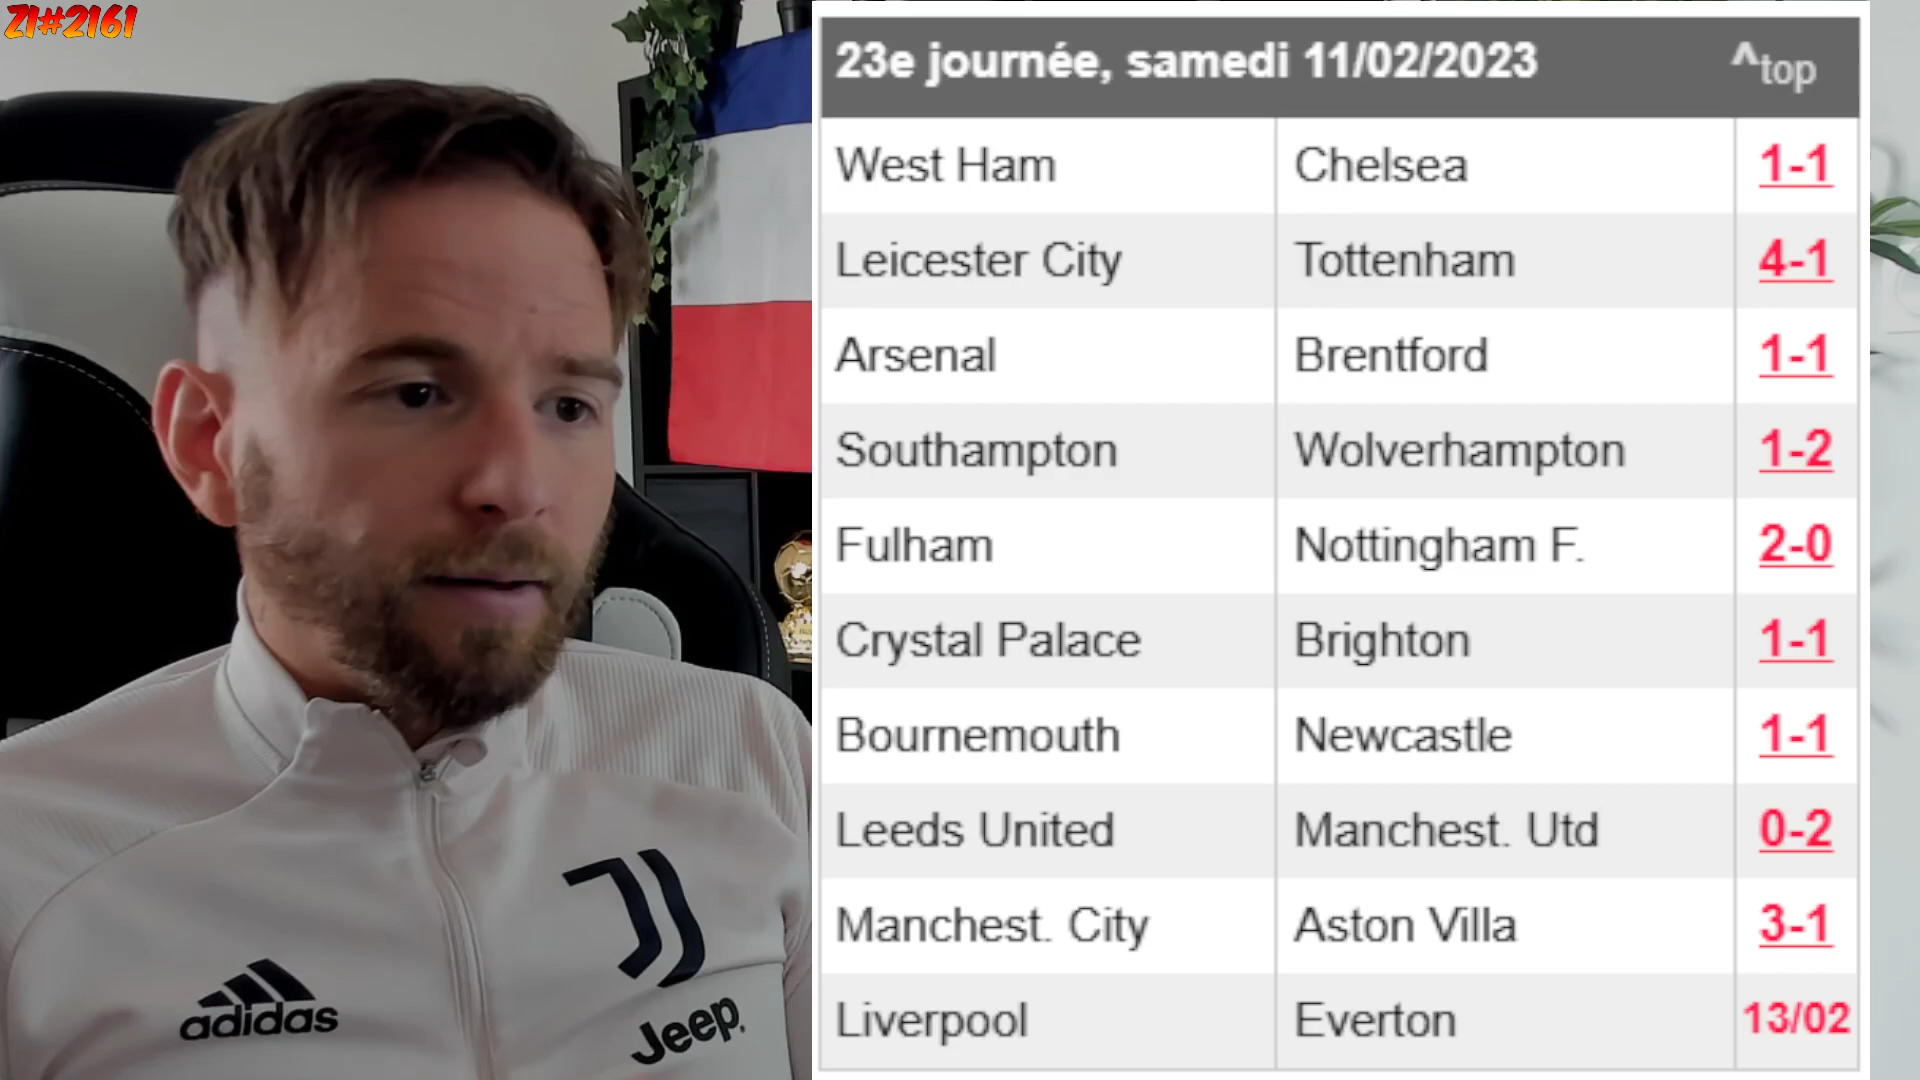 Z1#2161
23e journée, samedi 11/02/2023 ^top
West Ham Chelsea 1-1
Leicester City Tottenham 4-1
Arsenal Brentford 1-1
Southampton Wolverhampton 1-2
Fulham Nottingham F. 2-0
Crystal Palace Brighton 1-1
Bournemouth Newcastle 1-1
Leeds United Manchest. Utd 0-2
Manchest. City Aston Villa 3-1
Liverpool Everton 13/02
adidas
Jeep